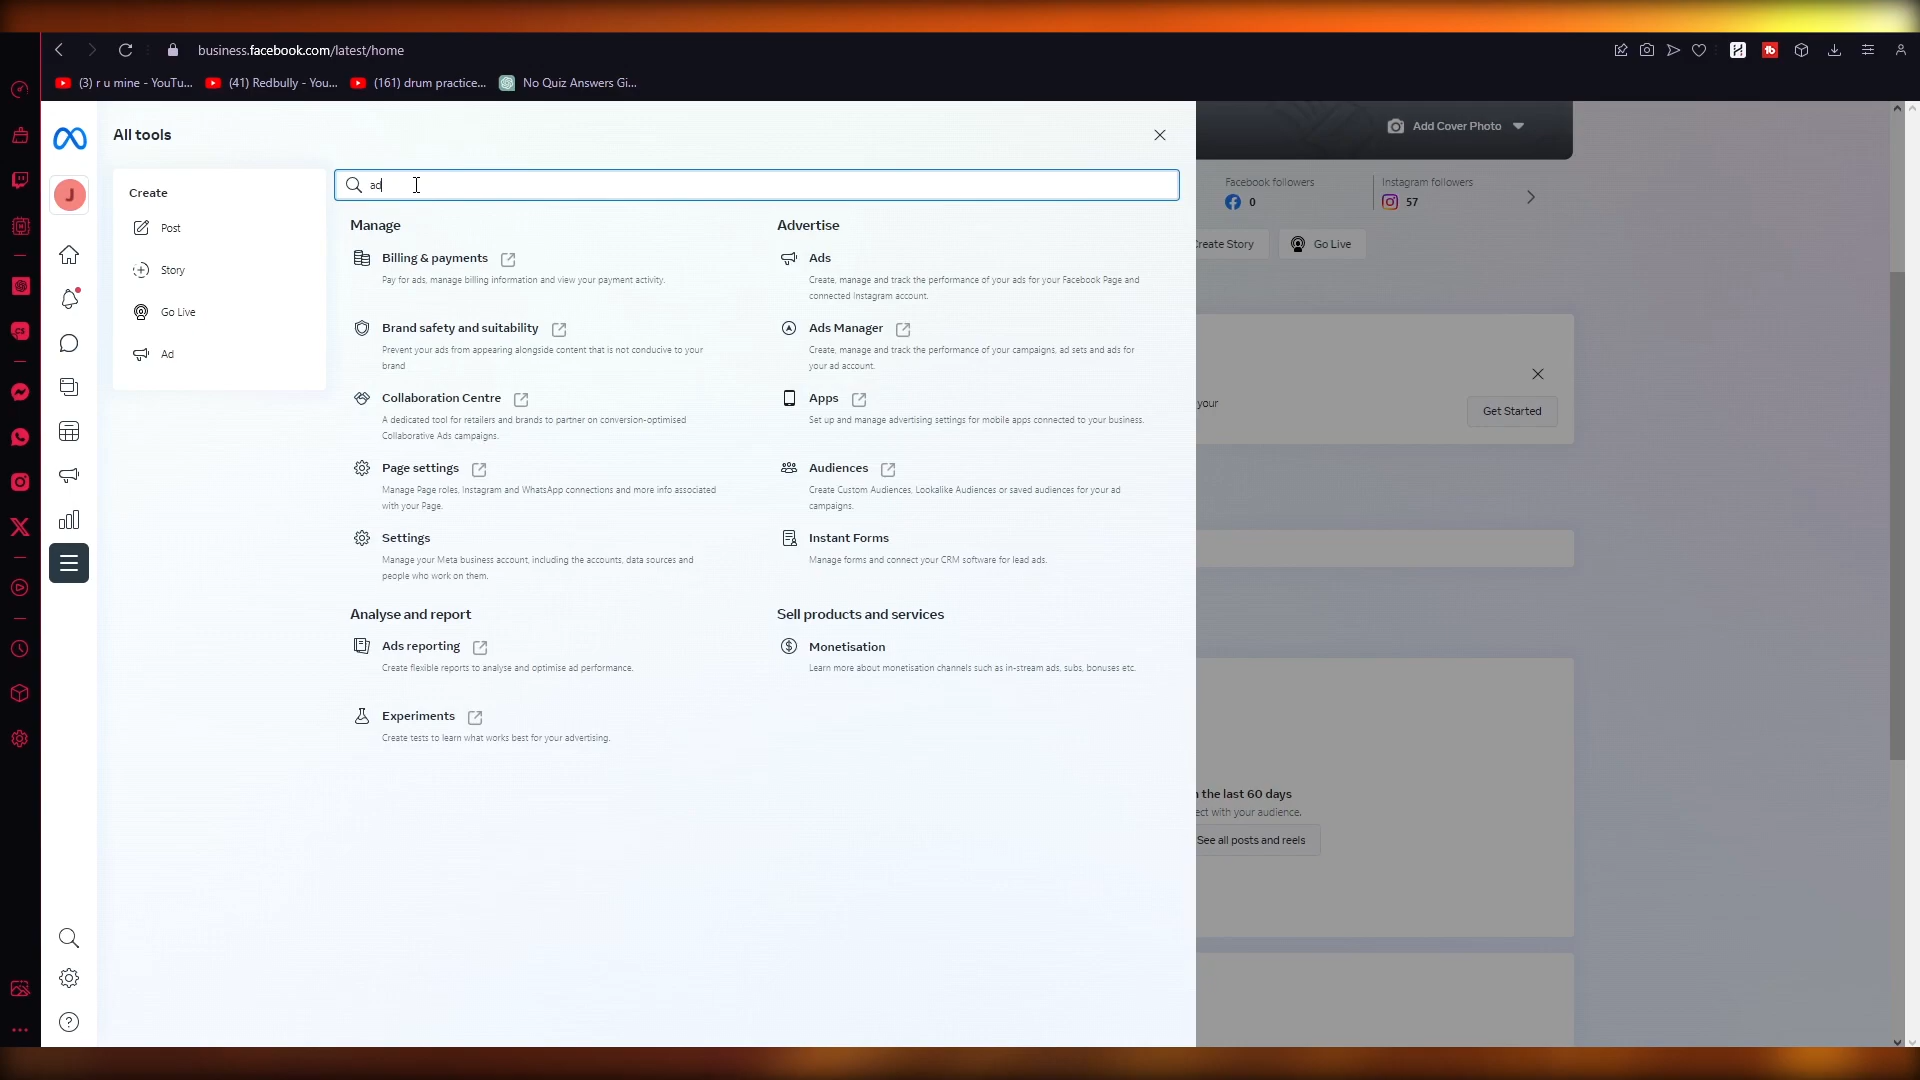 business.facebook.com/latest/home
(3) r u mine - YouTu...
(41) Redbully - You...
(161) drum practice...
No Quiz Answers Gi...
All tools
J
Create
Post
Story
Go Live
Ad
ad
Manage
Billing & payments
Pay for ads, manage billing information and view your payment activity.
Brand safety and suitability
Prevent your ads from appearing alongside content that is not conducive to your
brand
Collaboration Centre
A dedicated tool for retailers and brands to partner on conversion-optimised
Collaborative Ads campaigns.
Page settings
Manage Page roles, Instagram and WhatsApp connections and more info associated
with your Page.
Settings
Manage your Meta business account, including the accounts, data sources and
people who work on them.
Analyse and report
Ads reporting
Create flexible reports to analyse and optimise ad performance.
Experiments
Create tests to learn what works best for your advertising.
Advertise
Ads
Create, manage and track the performance of your ads for your Facebook Page and
connected Instagram account.
Ads Manager
Create, manage and track the performance of your campaigns, ad sets and ads for
your ad account.
Apps
Set up and manage advertising settings for mobile apps connected to your business.
Audiences
Create Custom Audiences, Lookalike Audiences or saved audiences for your ad
campaigns.
Instant Forms
Manage forms and connect your CRM software for lead ads.
Sell products and services
Monetisation
Learn more about monetisation channels such as in-stream ads, subs, bonuses etc.
Add Cover Photo
Facebook followers
0
Instagram followers
57
Create Story
Go Live
your
Get Started
n the last 60 days
ect with your audience.
See all posts and reels